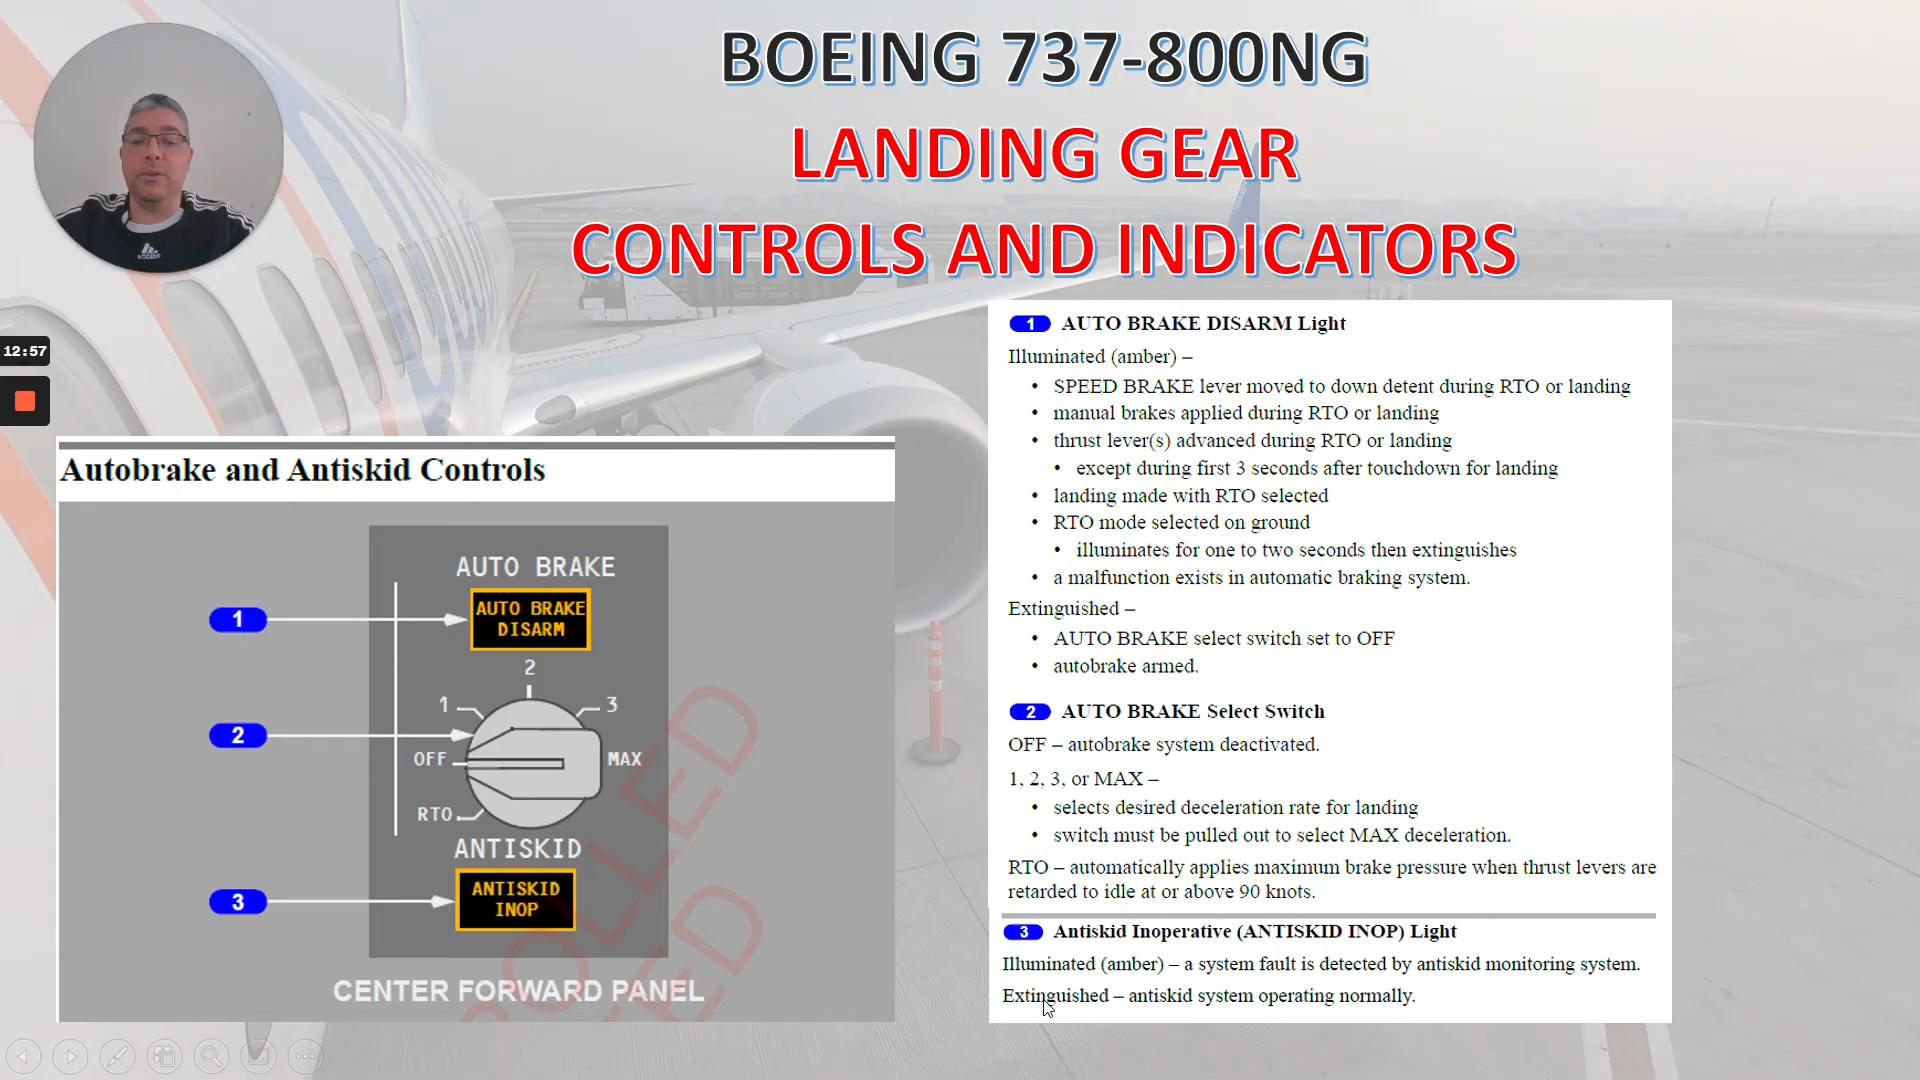 BOEING 737-800NG
LANDING GEAR
CONTROLS AND INDICATORS
adidas
12:57
Autobrake and Antiskid Controls
AUTO BRAKE
1
AUTO BRAKE
DISARM
2
1
3
2
OFF
MAX
RTO
ANTISKID
3
ANTISKID
INOP
CENTER FORWARD PANEL
1 AUTO BRAKE DISARM Light
Illuminated (amber) –
• SPEED BRAKE lever moved to down detent during RTO or landing
• manual brakes applied during RTO or landing
• thrust lever(s) advanced during RTO or landing
• except during first 3 seconds after touchdown for landing
• landing made with RTO selected
• RTO mode selected on ground
• illuminates for one to two seconds then extinguishes
• a malfunction exists in automatic braking system.
Extinguished –
• AUTO BRAKE select switch set to OFF
• autobrake armed.
2 AUTO BRAKE Select Switch
OFF – autobrake system deactivated.
1, 2, 3, or MAX –
• selects desired deceleration rate for landing
• switch must be pulled out to select MAX deceleration.
RTO – automatically applies maximum brake pressure when thrust levers are
retarded to idle at or above 90 knots.
3 Antiskid Inoperative (ANTISKID INOP) Light
Illuminated (amber) – a system fault is detected by antiskid monitoring system.
Extinguished – antiskid system operating normally.